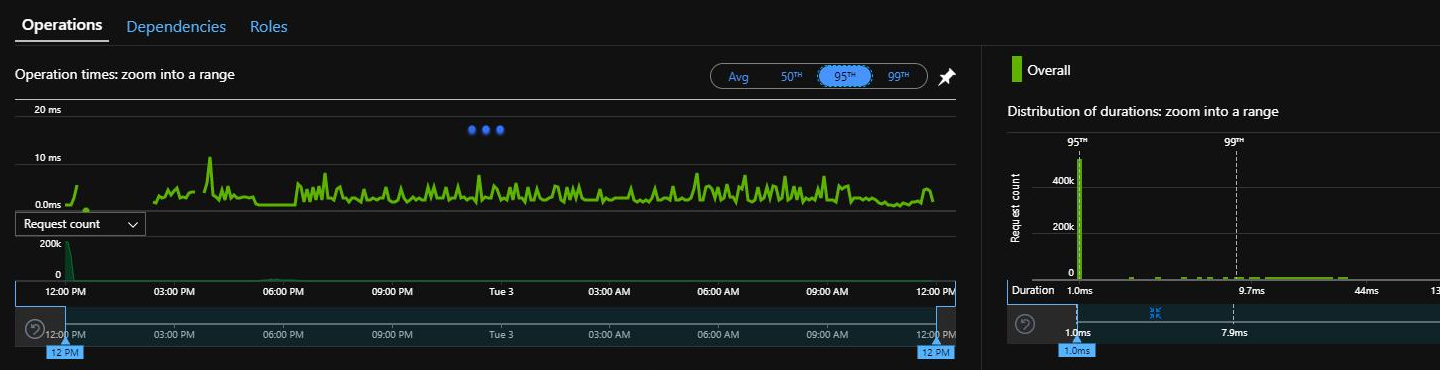 Operations Dependencies Roles
Operation times: zoom into a range
Avg 50TH 95TH 99TH
20 ms
10 ms
0.0ms
Request count
200k
0
12:00 PM 03:00 PM 06:00 PM 09:00 PM Tue 3 03:00 AM 06:00 AM 09:00 AM 12:00 PM
12:00 PM 03:00 PM 06:00 PM 09:00 PM Tue 3 03:00 AM 06:00 AM 09:00 AM 12:00 PM
12 PM 12 PM
Overall
Distribution of durations: zoom into a range
95TH 99TH
Request count
400k
200k
0
Duration 1.0ms 9.7ms 44ms 13
1.0ms 7.9ms
1.0ms